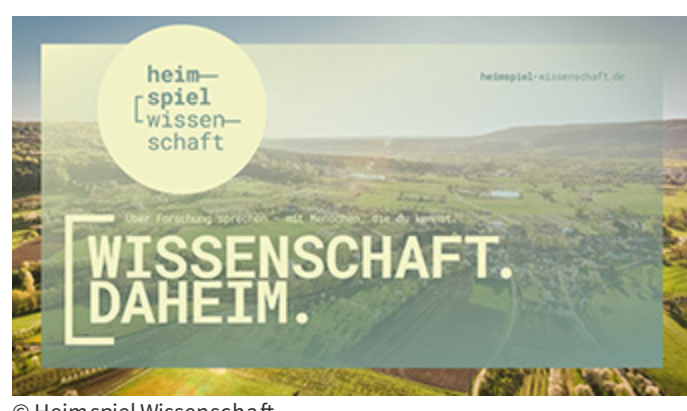 heim—
spiel
wissen—
schaft
heimspiel-wissenschaft.de
Über Forschung sprechen – mit Menschen, die du kennst.
WISSENSCHAFT.
DAHEIM.
© Heimspiel Wissenschaft